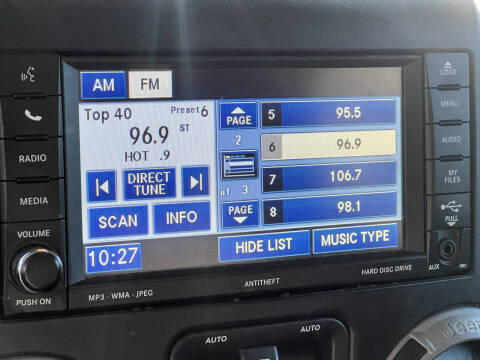 LOAD
AM FM
RADIO
MEDIA
VOLUME
PUSH ON
Top 40 Preset 6
96.9 ST
HOT .9
DIRECT TUNE
SCAN INFO
10:27
PAGE
2
of 3
PAGE
5 95.5
6 96.9
7 106.7
8 98.1
HIDE LIST MUSIC TYPE
MENU
AUDIO
MY FILES
PULL
AUX
MP3 - WMA - JPEG ANTITHEFT HARD DISC DRIVE
AUTO AUTO
Jeep